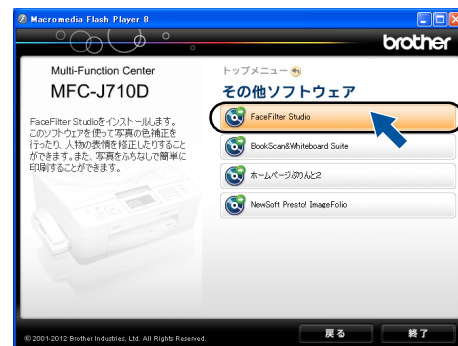 Macromedia Flash Player 8
brother
Multi-Function Center
MFC-J710D
FaceFilter Studioをインストールします。
このソフトウェアを使って写真の色補正を
行ったり、人物の表情を修正したりすること
ができます。また、写真をふちなしで簡単に
印刷することができます。
トップメニュー
その他ソフトウェア
FaceFilter Studio
BookScan&Whiteboard Suite
ホームページぷりんと2
NewSoft Presto! ImageFolio
© 2001-2012 Brother Industries, Ltd. All Rights Reserved.
戻る
終了